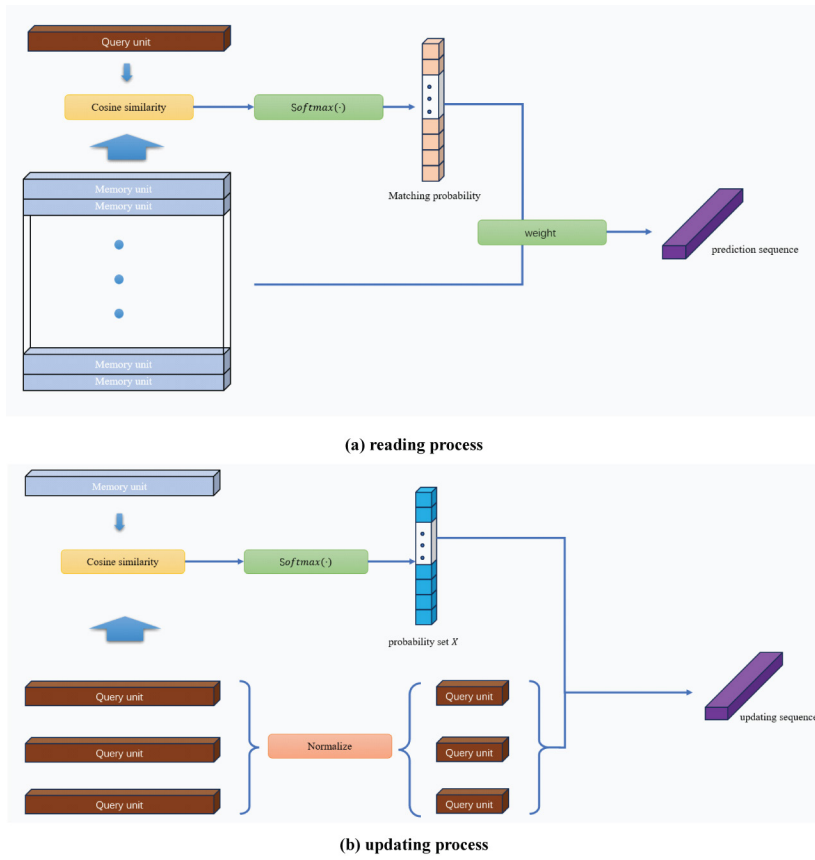 Query unit
Cosine similarity
Softmax(·)
Memory unit
Memory unit
Matching probability
weight
prediction sequence
Memory unit
Memory unit
(a) reading process
Memory unit
Cosine similarity
Softmax(·)
probability set X
Query unit
Query unit
updating sequence
Query unit
Normalize
Query unit
Query unit
Query unit
(b) updating process